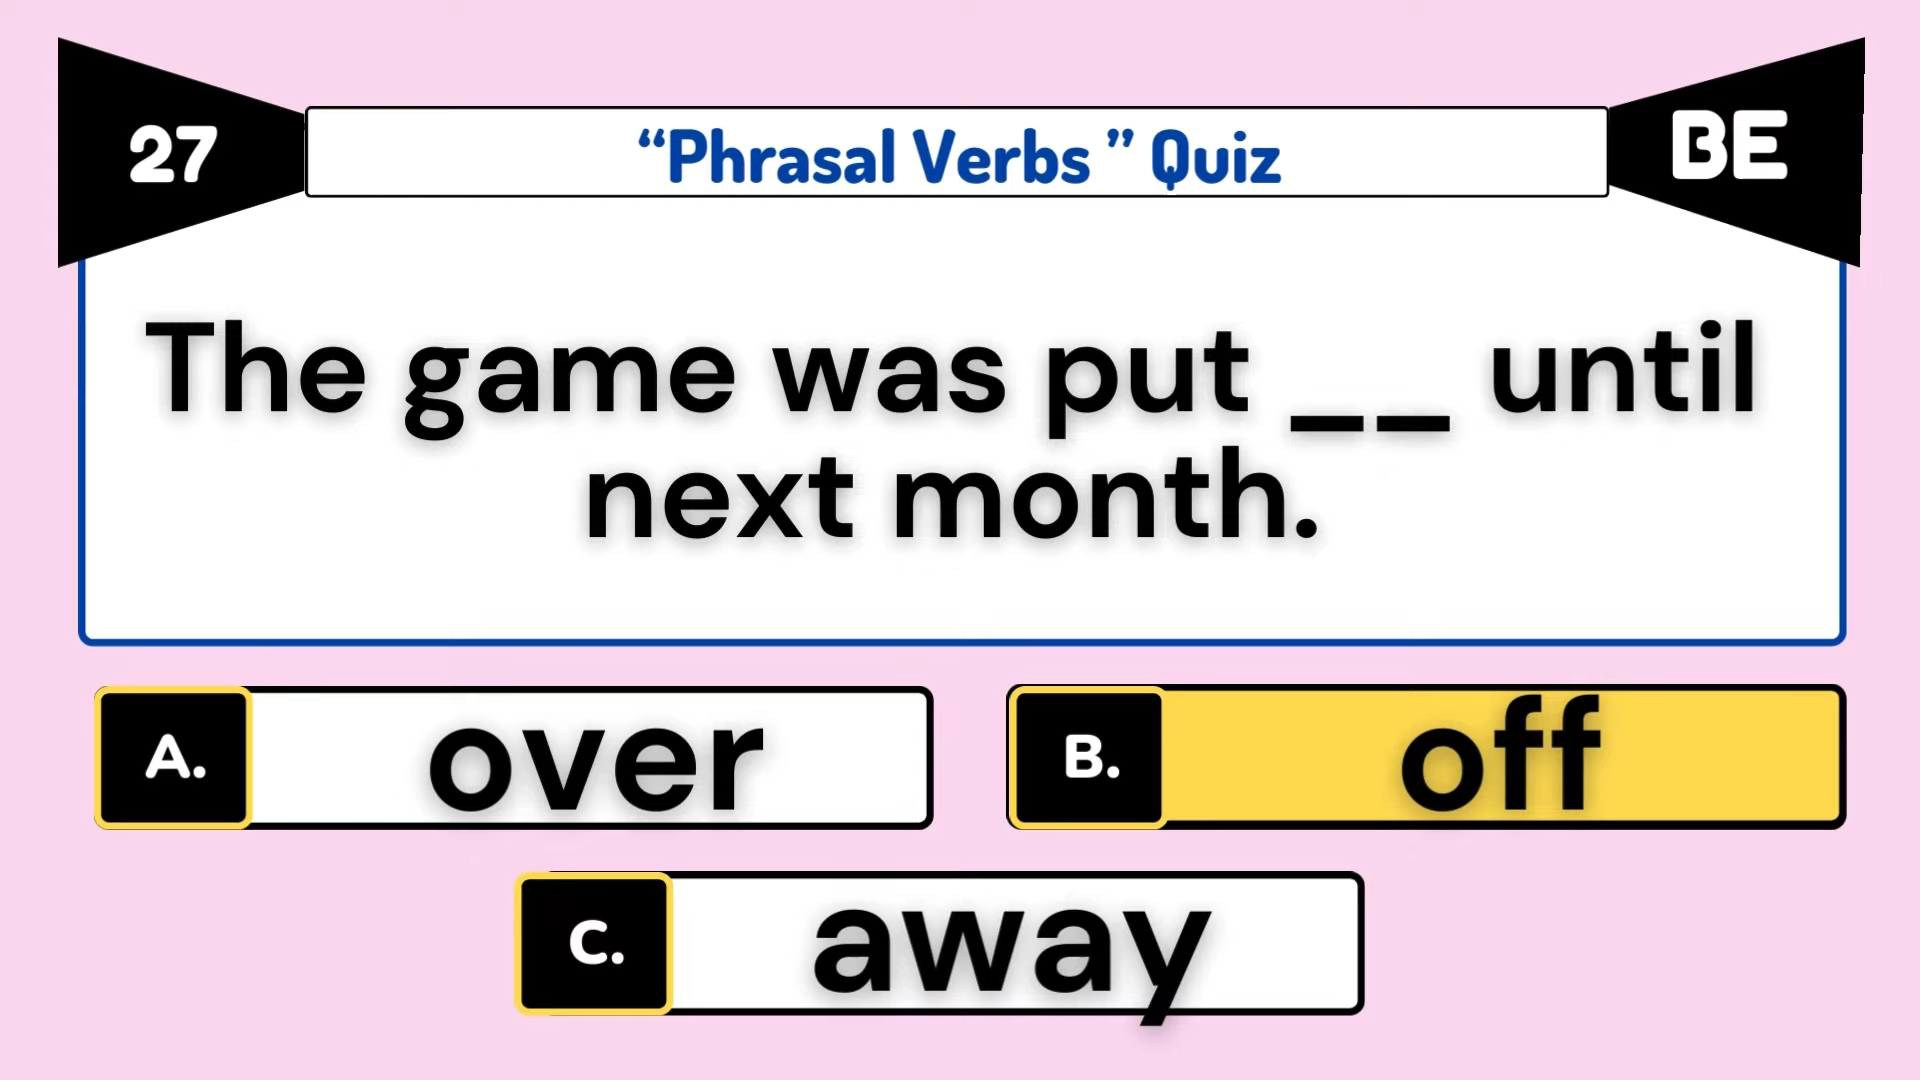 27
“Phrasal Verbs ” Quiz
BE
The game was put __ until
next month.
A. over
B. off
C. away